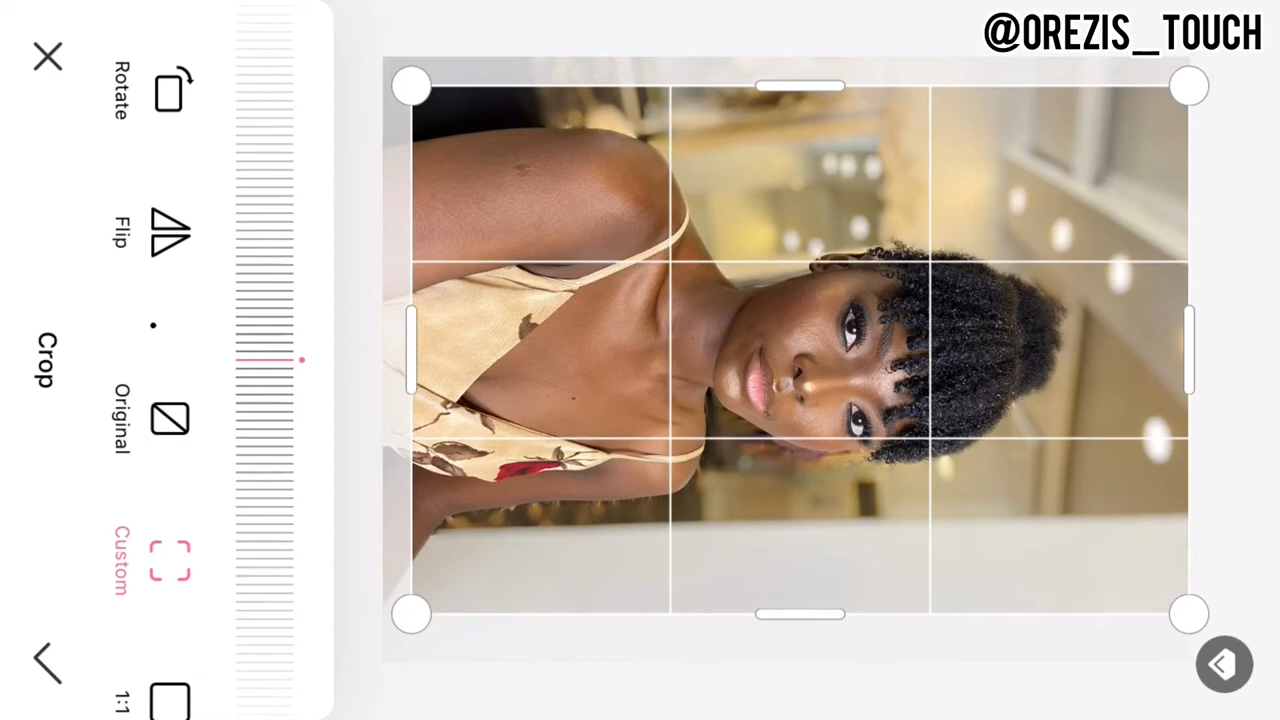 @OREZIS_TOUCH
Rotate
Flip
Original
Custom
1:1
Crop